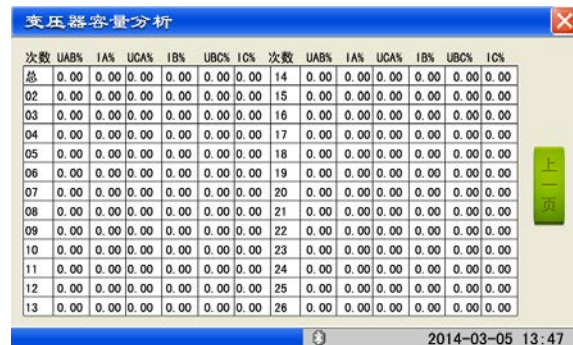 变压器容量分析
次数 UAB% IA% UCA% IB% UBC% IC% 次数 UAB% IA% UCA% IB% UBC% IC%
总 0.00 0.00 0.00 0.00 0.00 0.00 14 0.00 0.00 0.00 0.00 0.00 0.00
02 0.00 0.00 0.00 0.00 0.00 0.00 15 0.00 0.00 0.00 0.00 0.00 0.00
03 0.00 0.00 0.00 0.00 0.00 0.00 16 0.00 0.00 0.00 0.00 0.00 0.00
04 0.00 0.00 0.00 0.00 0.00 0.00 17 0.00 0.00 0.00 0.00 0.00 0.00
05 0.00 0.00 0.00 0.00 0.00 0.00 18 0.00 0.00 0.00 0.00 0.00 0.00
06 0.00 0.00 0.00 0.00 0.00 0.00 19 0.00 0.00 0.00 0.00 0.00 0.00
07 0.00 0.00 0.00 0.00 0.00 0.00 20 0.00 0.00 0.00 0.00 0.00 0.00
08 0.00 0.00 0.00 0.00 0.00 0.00 21 0.00 0.00 0.00 0.00 0.00 0.00
09 0.00 0.00 0.00 0.00 0.00 0.00 22 0.00 0.00 0.00 0.00 0.00 0.00
10 0.00 0.00 0.00 0.00 0.00 0.00 23 0.00 0.00 0.00 0.00 0.00 0.00
11 0.00 0.00 0.00 0.00 0.00 0.00 24 0.00 0.00 0.00 0.00 0.00 0.00
12 0.00 0.00 0.00 0.00 0.00 0.00 25 0.00 0.00 0.00 0.00 0.00 0.00
13 0.00 0.00 0.00 0.00 0.00 0.00 26 0.00 0.00 0.00 0.00 0.00 0.00
上一页
2014-03-05 13:47